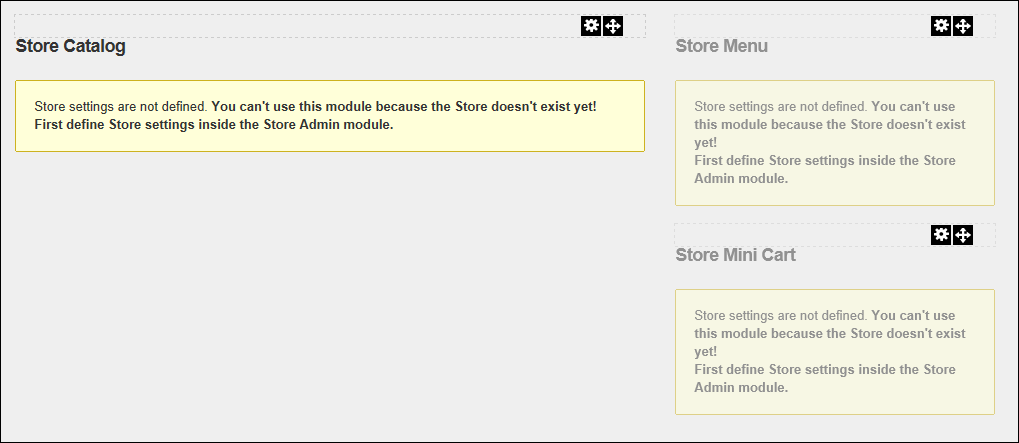 Store Catalog
Store settings are not defined. You can't use this module because the Store doesn't exist yet!
First define Store settings inside the Store Admin module.
Store Menu
Store settings are not defined. You can't use
this module because the Store doesn't exist
yet!
First define Store settings inside the Store
Admin module.
Store Mini Cart
Store settings are not defined. You can't use
this module because the Store doesn't exist
yet!
First define Store settings inside the Store
Admin module.